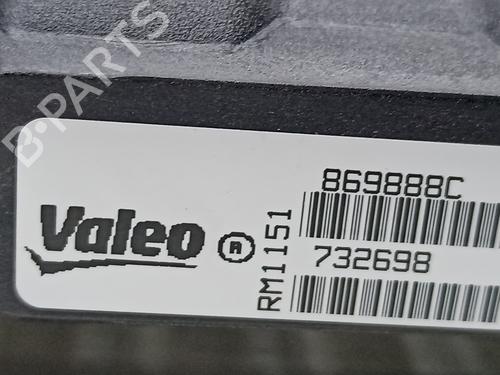 B-PARTS
869888C
Valeo ®
RM1151
732698